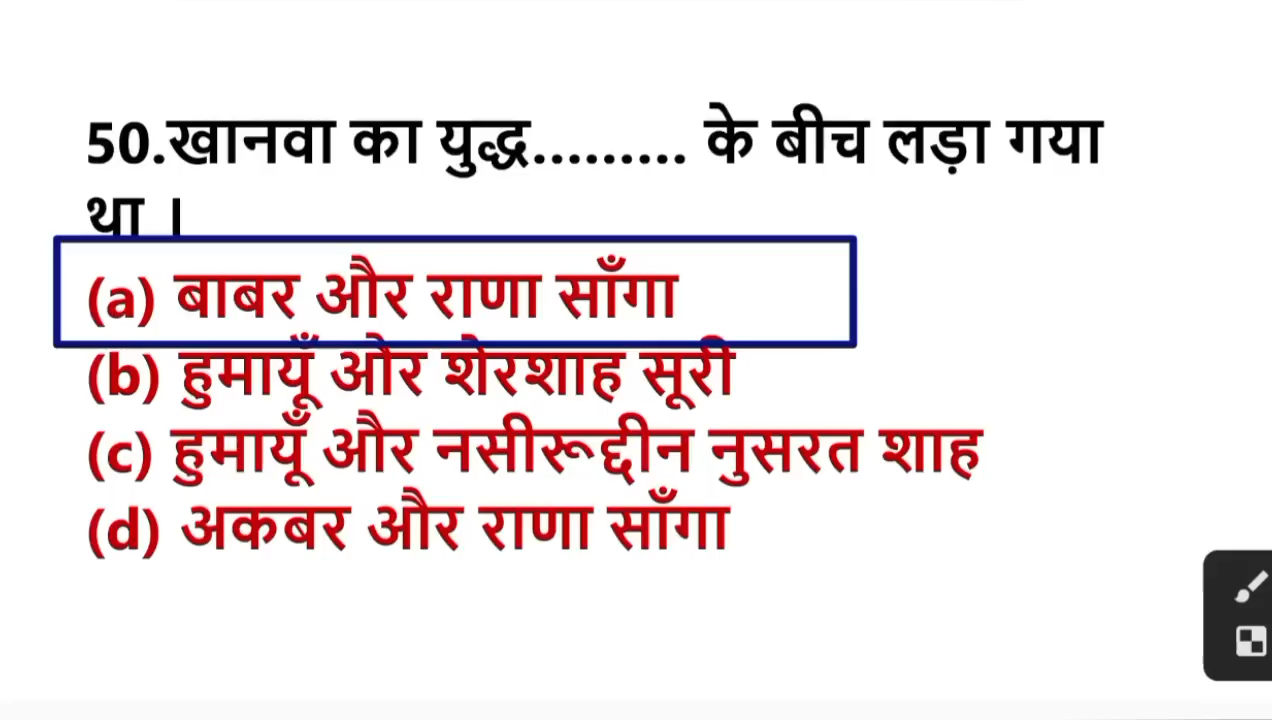 50.खानवा का युद्ध......... के बीच लड़ा गया
था ।
(a) बाबर और राणा साँगा
(b) हुमायूँ और शेरशाह सूरी
(c) हुमायूँ और नसीरूद्दीन नुसरत शाह
(d) अकबर और राणा साँगा